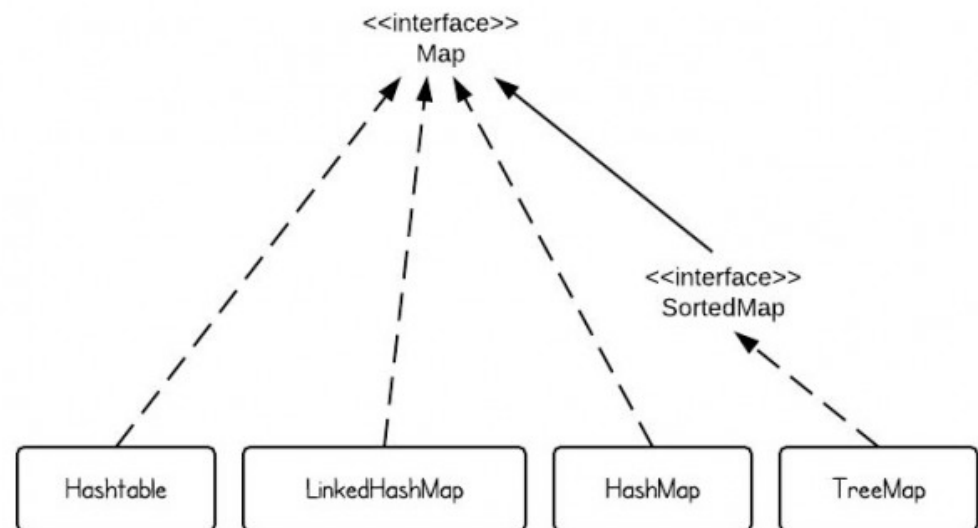 <<interface>>
Map
<<interface>>
SortedMap
Hashtable
LinkedHashMap
HashMap
TreeMap